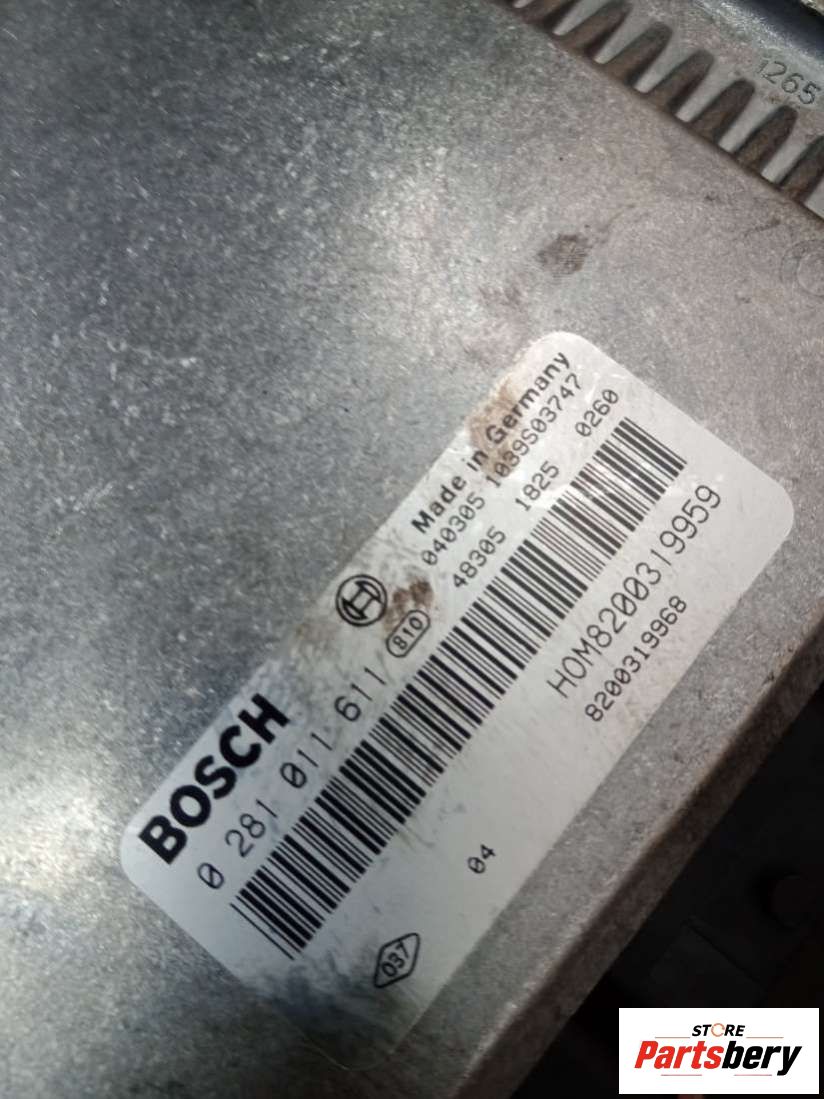 1265
Made in Germany
040305 1039S03747
48305 1825 0260
BOSCH
0 281 011 611
810
HOM8200319959
8200319968
04
037
STORE
Partsbery